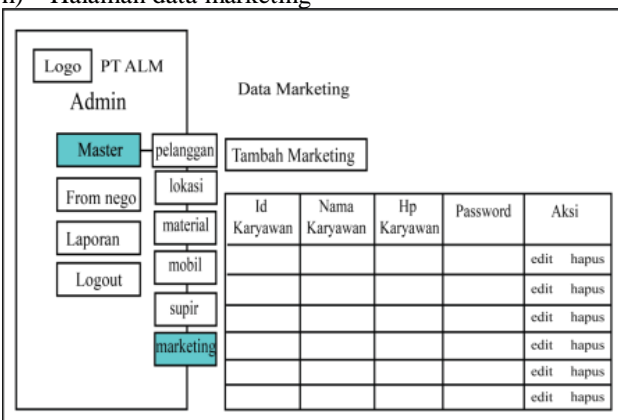 Halaman data marketing
Logo PT ALM
Admin
Master
From nego
Laporan
Logout
pelanggan
lokasi
material
mobil
supir
marketing
Data Marketing
Tambah Marketing
Id Karyawan
Nama Karyawan
Hp Karyawan
Password
Aksi
edit hapus
edit hapus
edit hapus
edit hapus
edit hapus
edit hapus